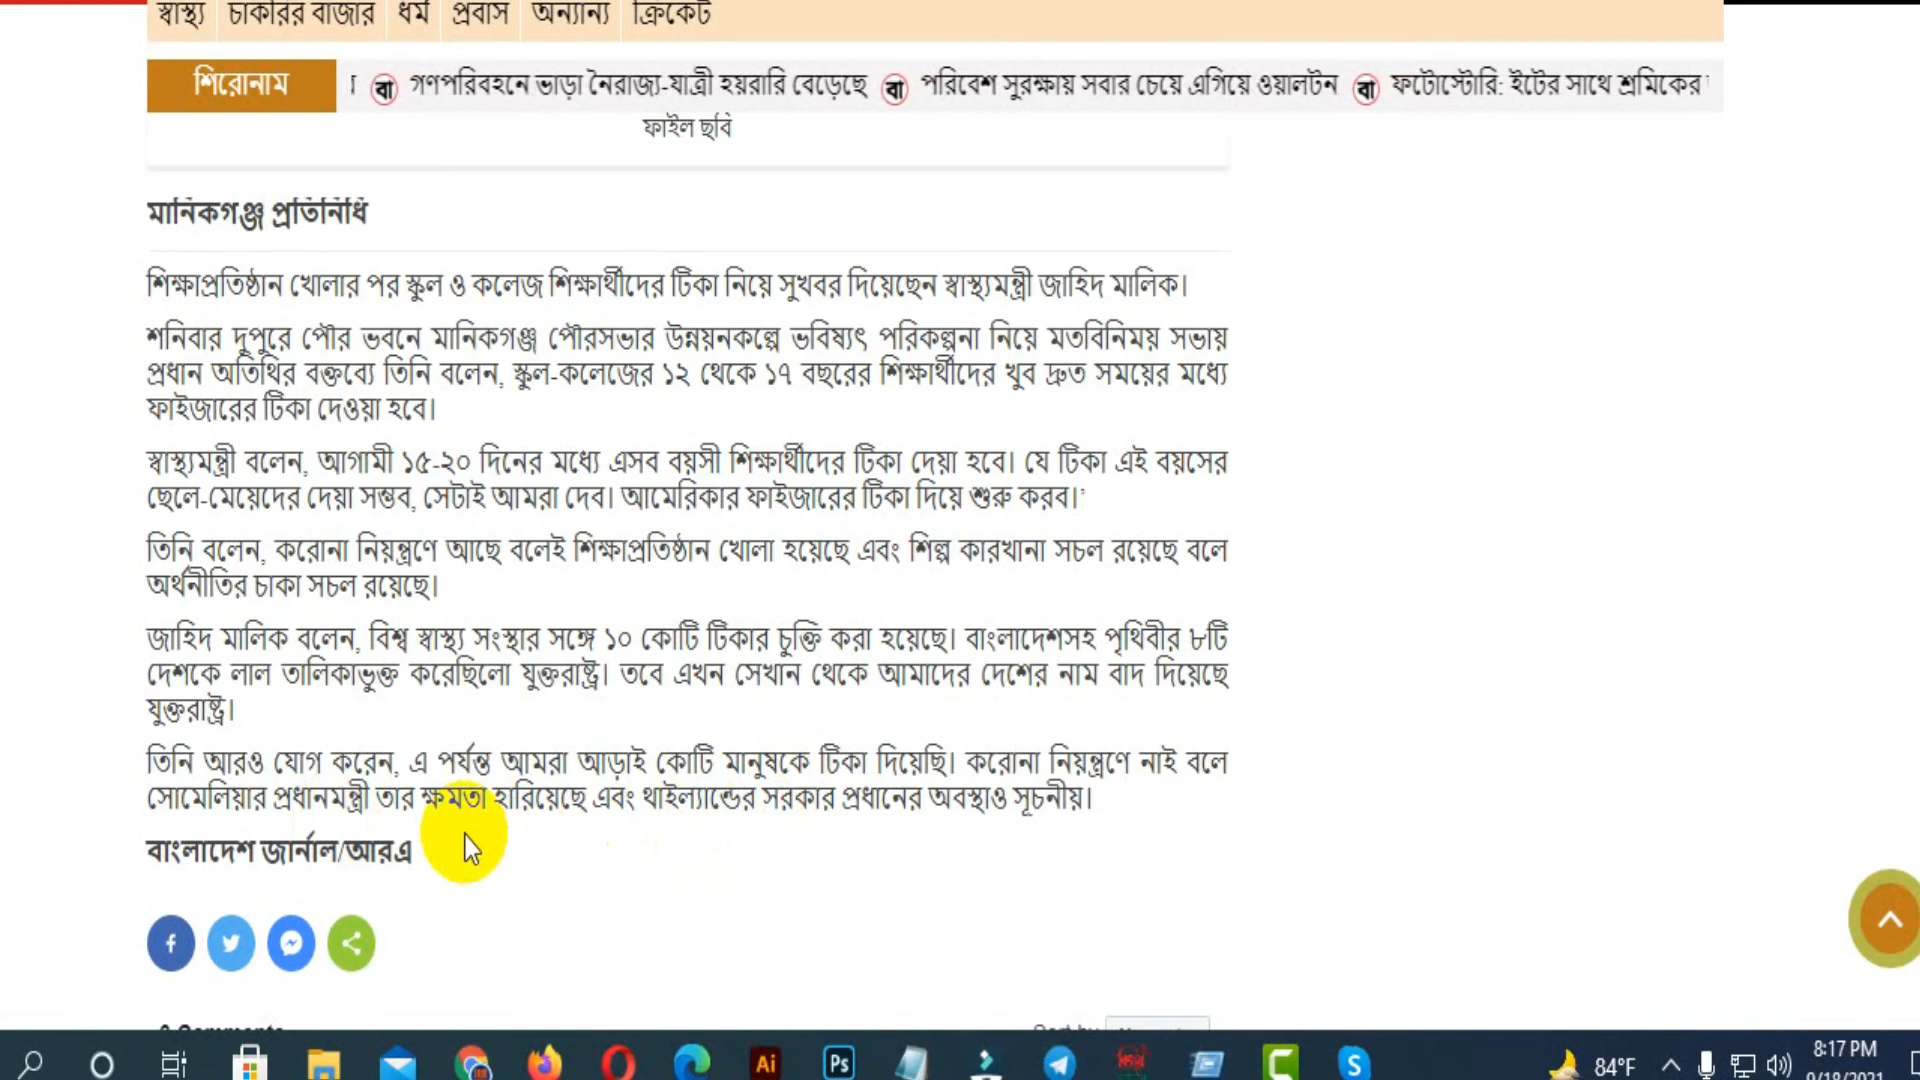 স্বাস্থ্য চাকরির বাজার ধর্ম প্রবাস অন্যান্য ক্রিকেট
শিরোনাম গণপরিবহনে ভাড়া নৈরাজ্য-যাত্রী হয়রারি বেড়েছে বা পরিবেশ সুরক্ষায় সবার চেয়ে এগিয়ে ওয়ালটন বা ফটোস্টোরি: ইটের সাথে শ্রমিকের
ফাইল ছবি
মানিকগঞ্জ প্রতিনিধি
শিক্ষাপ্রতিষ্ঠান খোলার পর স্কুল ও কলেজ শিক্ষার্থীদের টিকা নিয়ে সুখবর দিয়েছেন স্বাস্থ্যমন্ত্রী জাহিদ মালিক।
শনিবার দুপুরে পৌর ভবনে মানিকগঞ্জ পৌরসভার উন্নয়নকল্পে ভবিষ্যৎ পরিকল্পনা নিয়ে মতবিনিময় সভায়
প্রধান অতিথির বক্তব্যে তিনি বলেন, স্কুল-কলেজের ১২ থেকে ১৭ বছরের শিক্ষার্থীদের খুব দ্রুত সময়ের মধ্যে
ফাইজারের টিকা দেওয়া হবে।
স্বাস্থ্যমন্ত্রী বলেন, আগামী ১৫-২০ দিনের মধ্যে এসব বয়সী শিক্ষার্থীদের টিকা দেয়া হবে। যে টিকা এই বয়সের
ছেলে-মেয়েদের দেয়া সম্ভব, সেটাই আমরা দেব। আমেরিকার ফাইজারের টিকা দিয়ে শুরু করব।’
তিনি বলেন, করোনা নিয়ন্ত্রণে আছে বলেই শিক্ষাপ্রতিষ্ঠান খোলা হয়েছে এবং শিল্প কারখানা সচল রয়েছে বলে
অর্থনীতির চাকা সচল রয়েছে।
জাহিদ মালিক বলেন, বিশ্ব স্বাস্থ্য সংস্থার সঙ্গে ১০ কোটি টিকার চুক্তি করা হয়েছে। বাংলাদেশসহ পৃথিবীর ৮টি
দেশকে লাল তালিকাভুক্ত করেছিলো যুক্তরাষ্ট্র। তবে এখন সেখান থেকে আমাদের দেশের নাম বাদ দিয়েছে
যুক্তরাষ্ট্র।
তিনি আরও যোগ করেন, এ পর্যন্ত আমরা আড়াই কোটি মানুষকে টিকা দিয়েছি। করোনা নিয়ন্ত্রণে নাই বলে
সোমেলিয়ার প্রধানমন্ত্রী তার ক্ষমতা হারিয়েছে এবং থাইল্যান্ডের সরকার প্রধানের অবস্থাও সূচনীয়।
বাংলাদেশ জার্নাল/আরএ
84°F 8:17 PM
9/18/2021